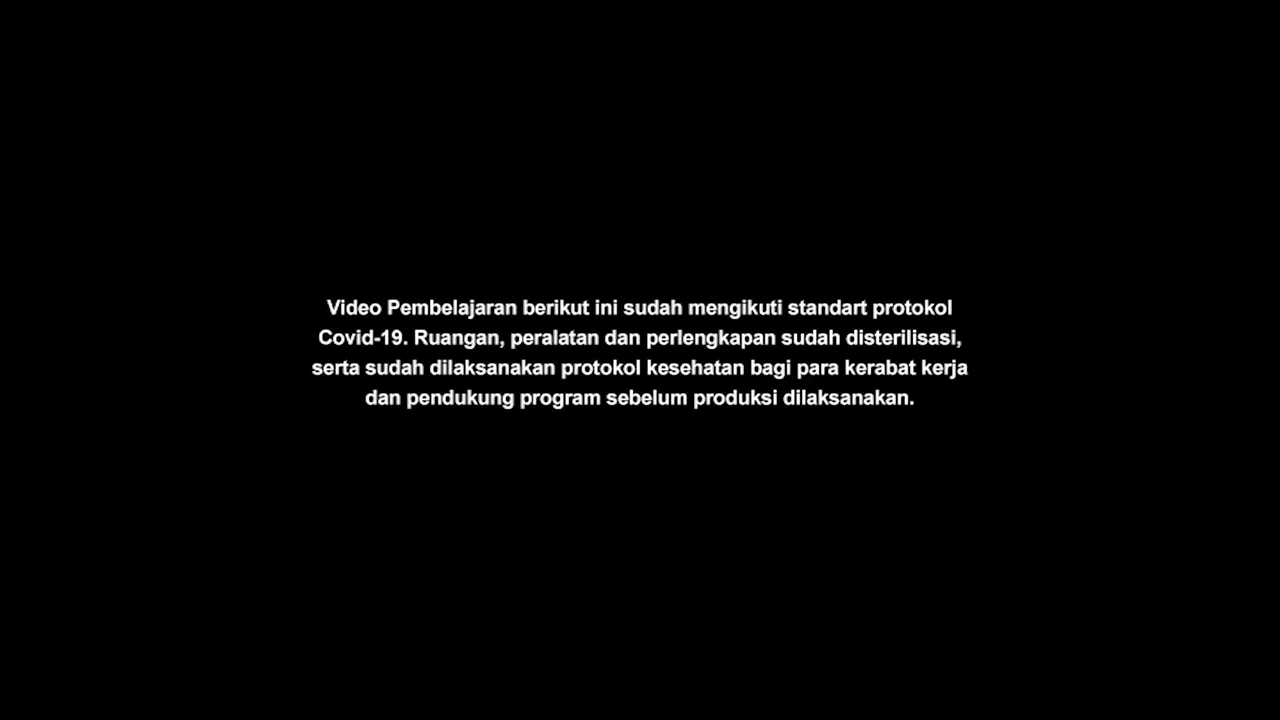 Video Pembelajaran berikut ini sudah mengikuti standart protokol
Covid-19. Ruangan, peralatan dan perlengkapan sudah disterilisasi,
serta sudah dilaksanakan protokol kesehatan bagi para kerabat kerja
dan pendukung program sebelum produksi dilaksanakan.